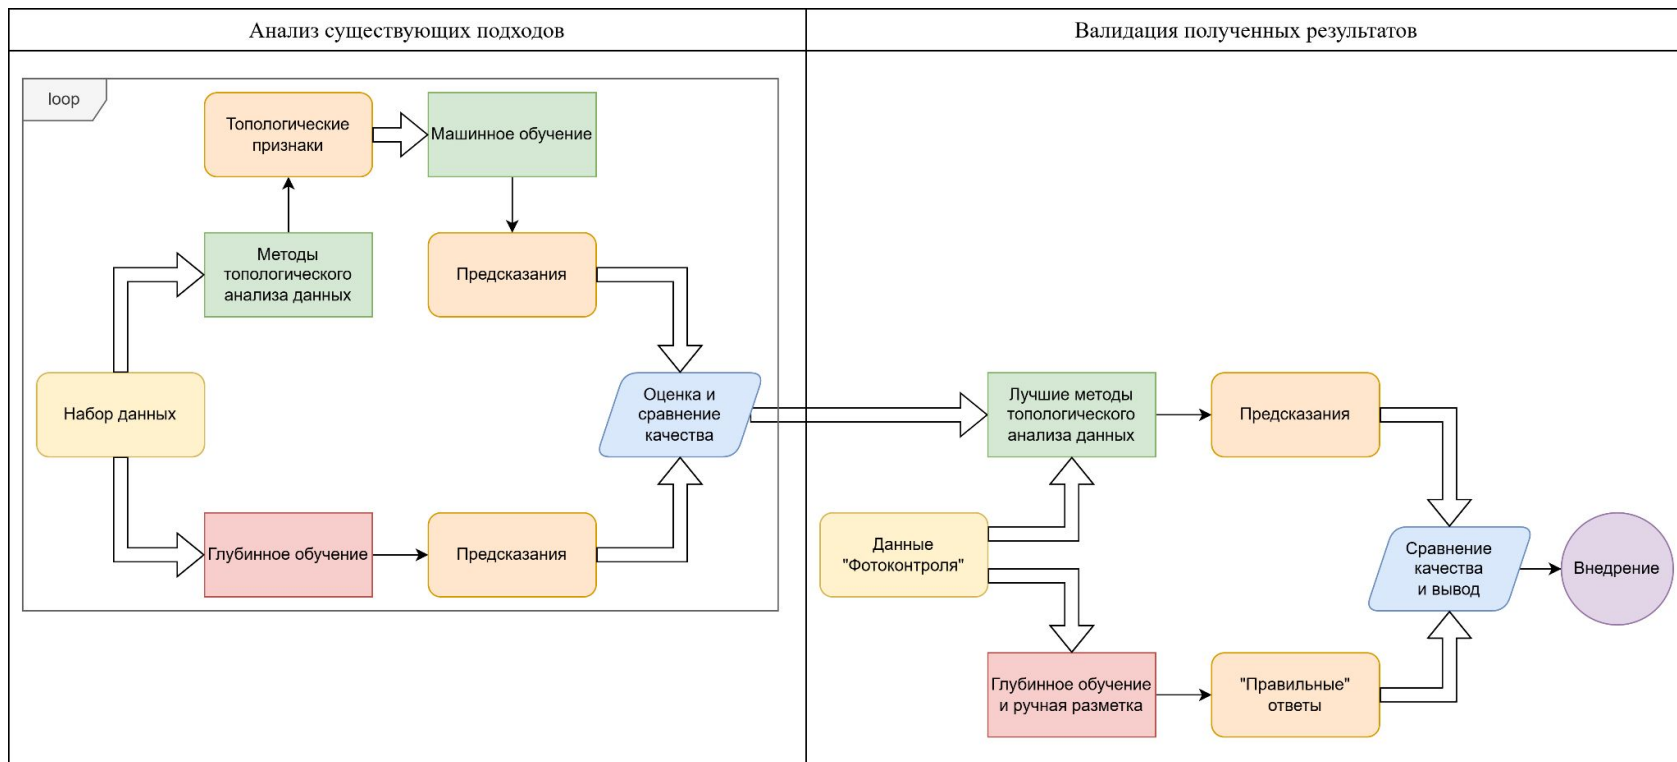 Анализ существующих подходов
Валидация полученных результатов
loop
Топологические
признаки
Машинное обучение
Методы
топологического
анализа данных
Предсказания
Набор данных
Оценка и
сравнение
качества
Глубинное обучение
Предсказания
Лучшие методы
топологического
анализа данных
Предсказания
Данные
"Фотоконтроля"
Сравнение
качества
и вывод
Внедрение
Глубинное обучение
и ручная разметка
"Правильные"
ответы